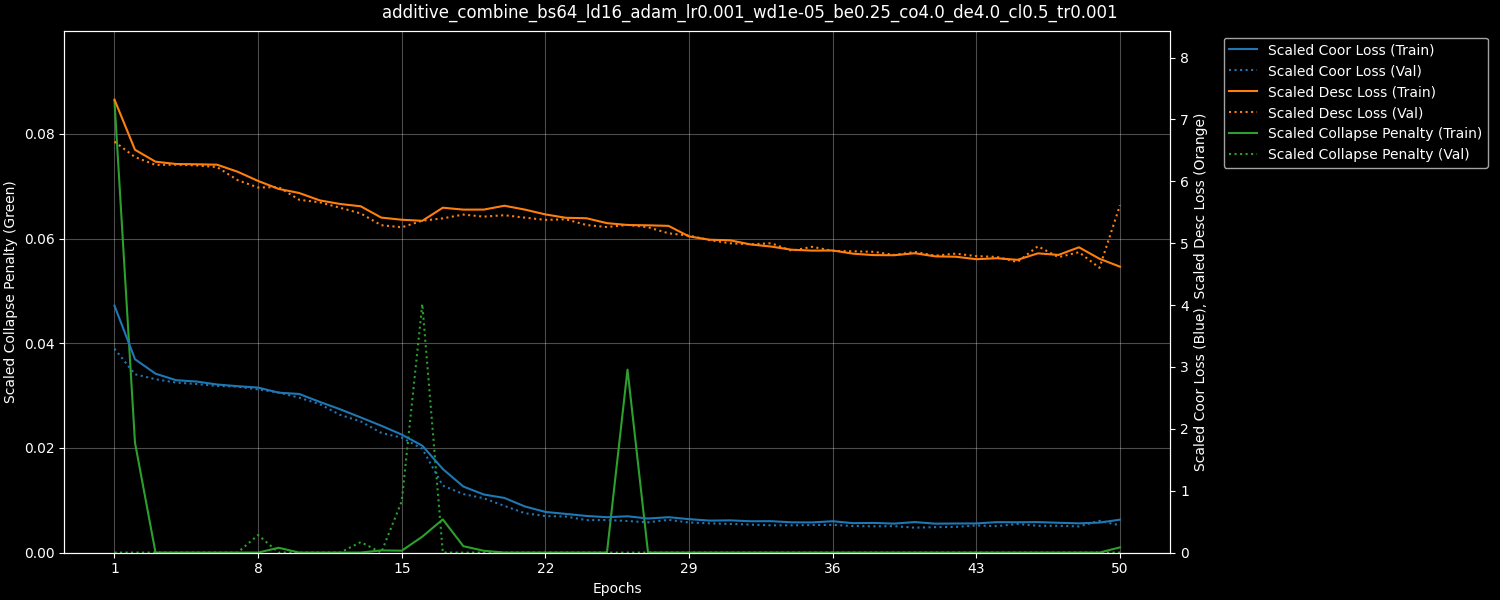 additive_combine_bs64_ld16_adam_lr0.001_wd1e-05_be0.25_co4.0_de4.0_cl0.5_tr0.001
Scaled Collapse Penalty (Green)
0.08
0.06
0.04
0.02
0.00
1
8
15
22
29
36
43
50
Epochs
8
7
6
5
4
3
2
1
0
Scaled Coor Loss (Blue), Scaled Desc Loss (Orange)
Scaled Coor Loss (Train)
Scaled Coor Loss (Val)
Scaled Desc Loss (Train)
Scaled Desc Loss (Val)
Scaled Collapse Penalty (Train)
Scaled Collapse Penalty (Val)